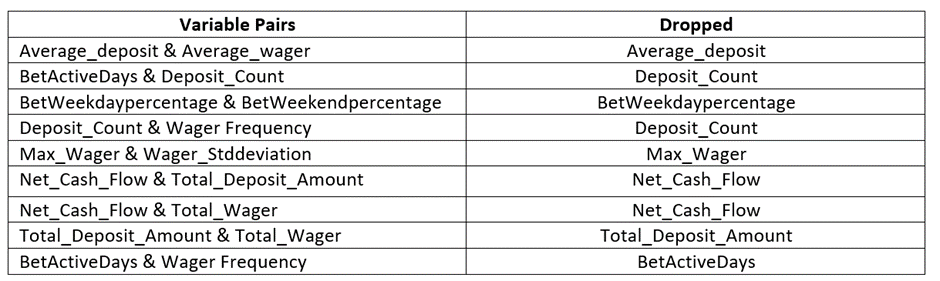 Variable Pairs Dropped
Average_deposit & Average_wager Average_deposit
BetActiveDays & Deposit_Count Deposit_Count
BetWeekdaypercentage & BetWeekendpercentage BetWeekdaypercentage
Deposit_Count & Wager Frequency Deposit_Count
Max_Wager & Wager_Stddeviation Max_Wager
Net_Cash_Flow & Total_Deposit_Amount Net_Cash_Flow
Net_Cash_Flow & Total_Wager Net_Cash_Flow
Total_Deposit_Amount & Total_Wager Total_Deposit_Amount
BetActiveDays & Wager Frequency BetActiveDays